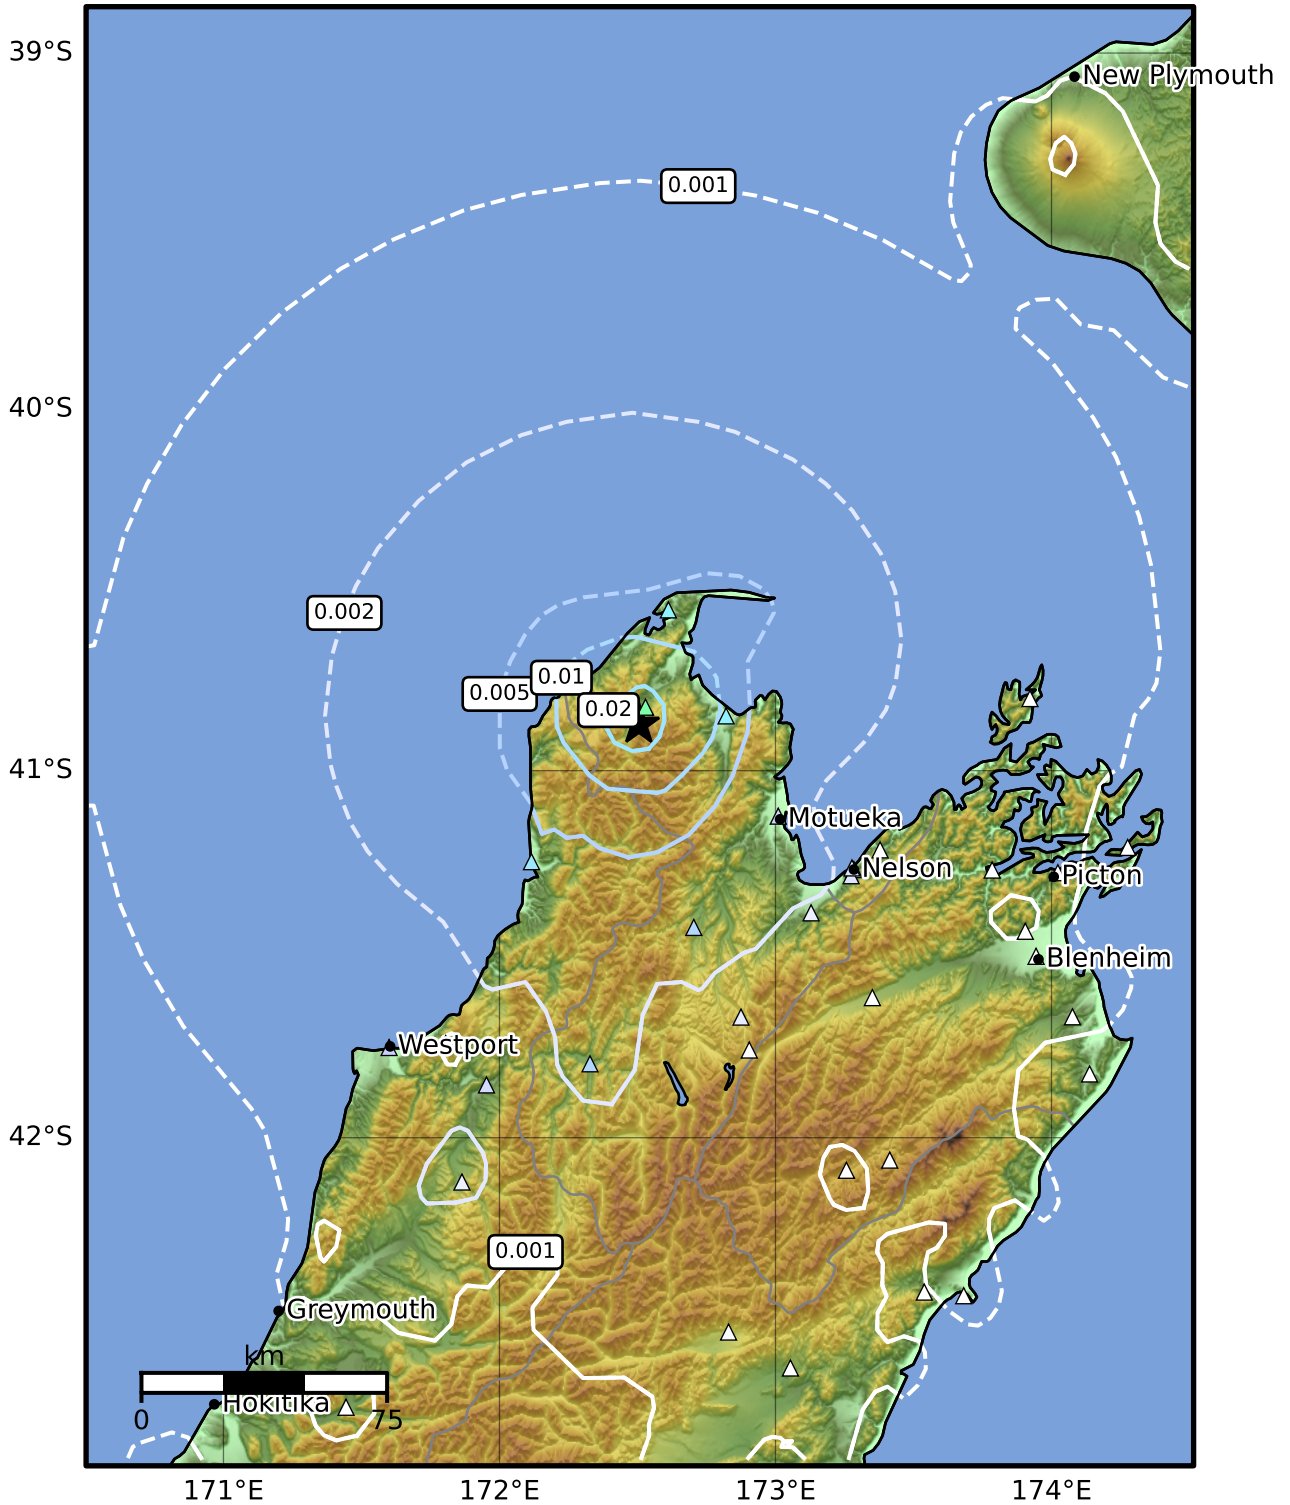 39°S
New Plymouth
0.001
40°S
0.002
0.01
0.005
0.02
41°S
Motueka
Nelson
Picton
Blenheim
Westport
42°S
0.001
Greymouth
km
Hokitika
0
75
171°E
172°E
173°E
174°E